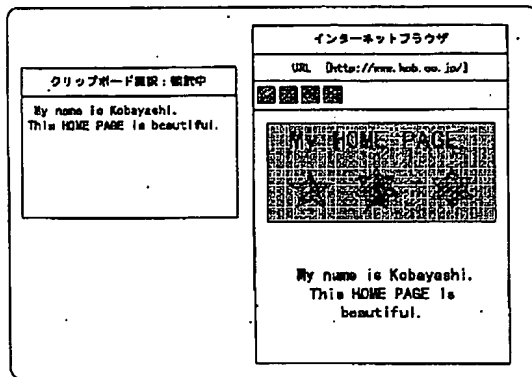 クリップボード翻訳:翻訳中
My name is Kobayashi.
This HOME PAGE is beautiful.
インターネットブラウザ
URL [http://www.kob.co.jp/]
My HOME PAGE
My name is Kobayashi.
This HOME PAGE is
beautiful.